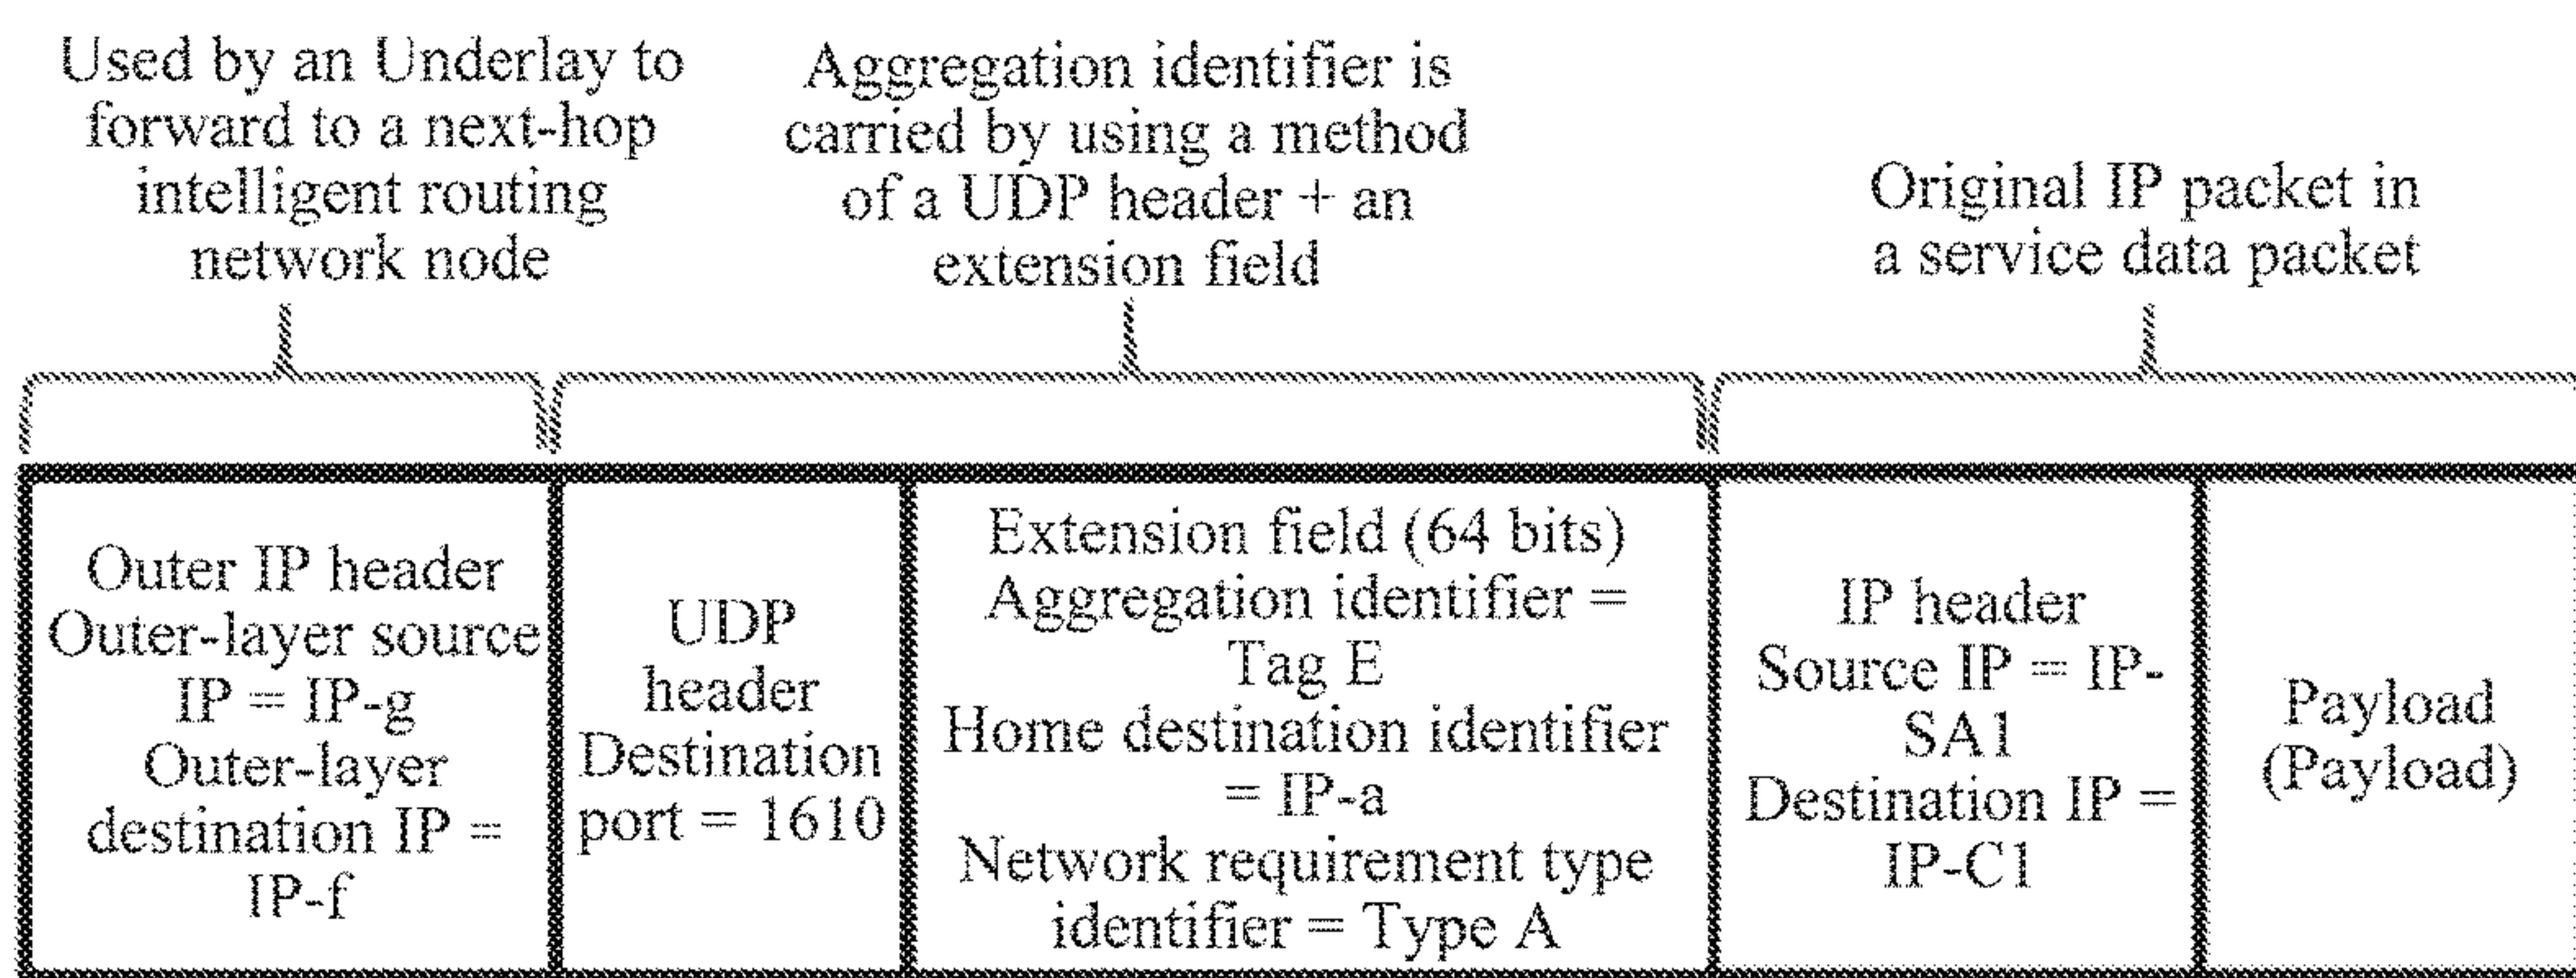 Used by an Underlay to
forward to a next-hop
intelligent routing
network node
Aggregation identifier is
carried by using a method
of a UDP header + an
extension field
Original IP packet in
a service data packet
Outer IP header
Outer-layer source
IP = IP-g
Outer-layer
destination IP =
IP-f
UDP
header
Destination
port = 1610
Extension field (64 bits)
Aggregation identifier =
Tag E
Home destination identifier
= IP-a
Network requirement type
identifier = Type A
IP header
Source IP = IP-
SA1
Destination IP =
IP-C1
Payload
(Payload)